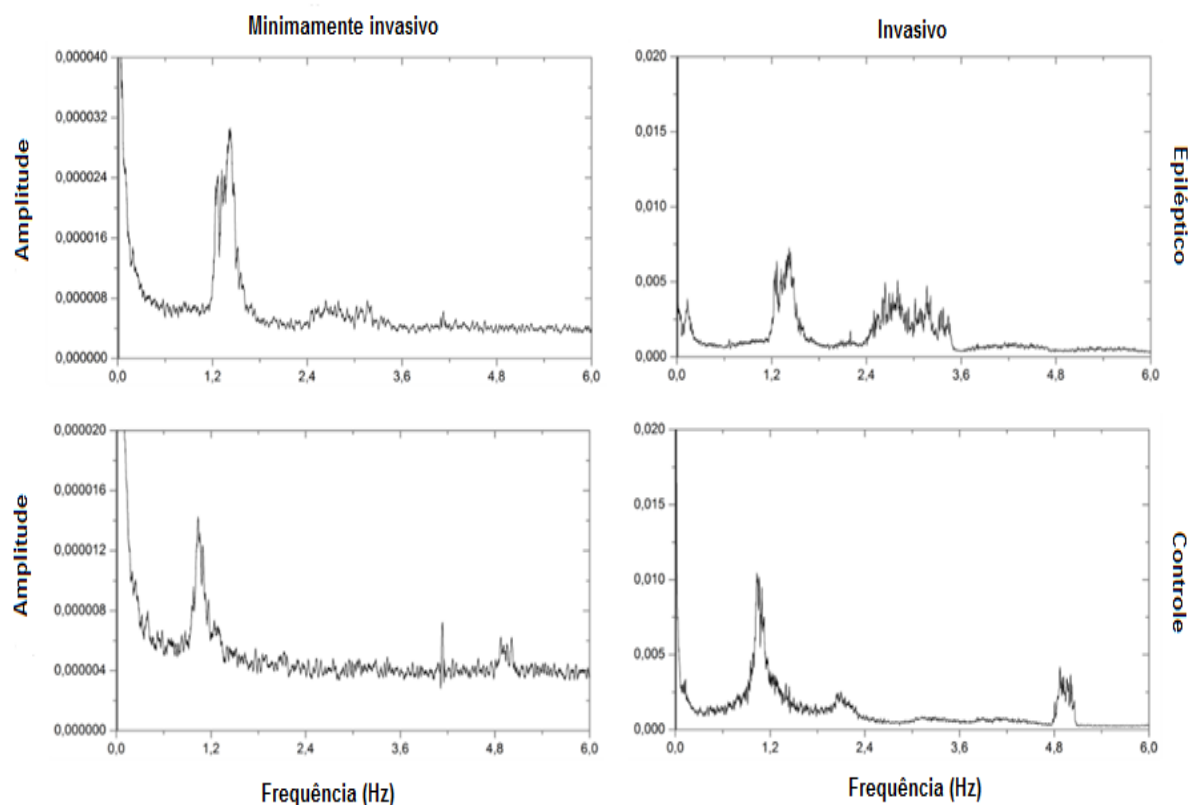 Minimamente invasivo
Invasivo
Amplitude
0,000040
0,000032
0,000024
0,000016
0,000008
0,000000
0,0 1,2 2,4 3,6 4,8 6,0
0,020
0,015
0,010
0,005
0,000
0,0 1,2 2,4 3,6 4,8 6,0
Epiléptico
Amplitude
0,000020
0,000016
0,000012
0,000008
0,000004
0,000000
0,0 1,2 2,4 3,6 4,8 6,0
Frequência (Hz)
0,020
0,015
0,010
0,005
0,000
0,0 1,2 2,4 3,6 4,8 6,0
Frequência (Hz)
Controle